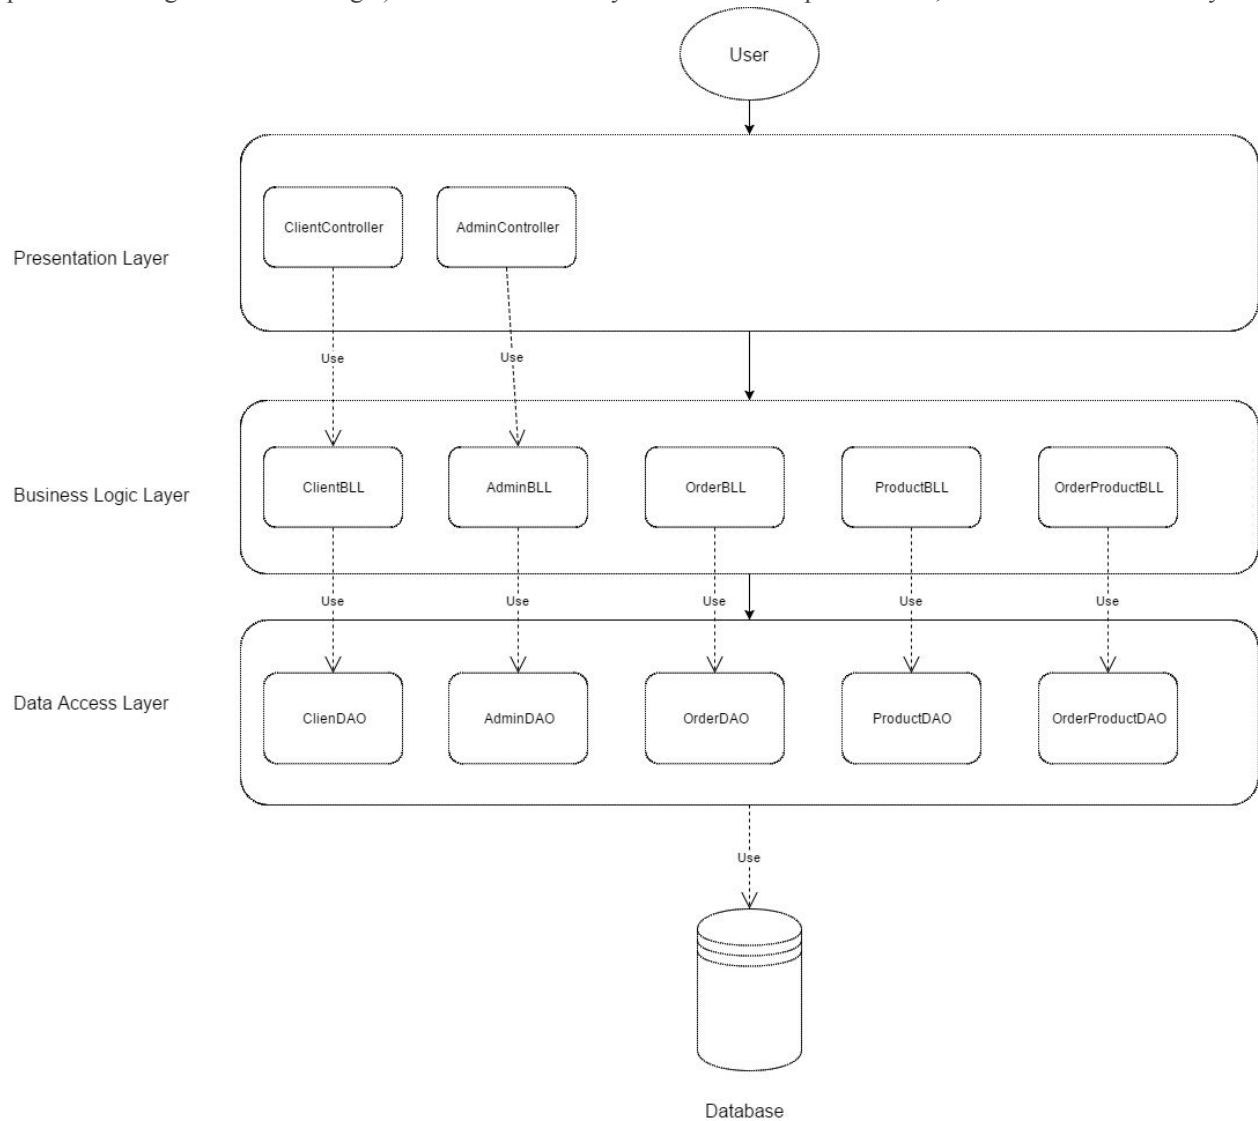 User
ClientController
AdminController
Presentation Layer
Use
Use
ClientBLL
AdminBLL
OrderBLL
ProductBLL
OrderProductBLL
Business Logic Layer
Use
Use
Use
Use
Use
ClienDAO
AdminDAO
OrderDAO
ProductDAO
OrderProductDAO
Data Access Layer
Use
Database